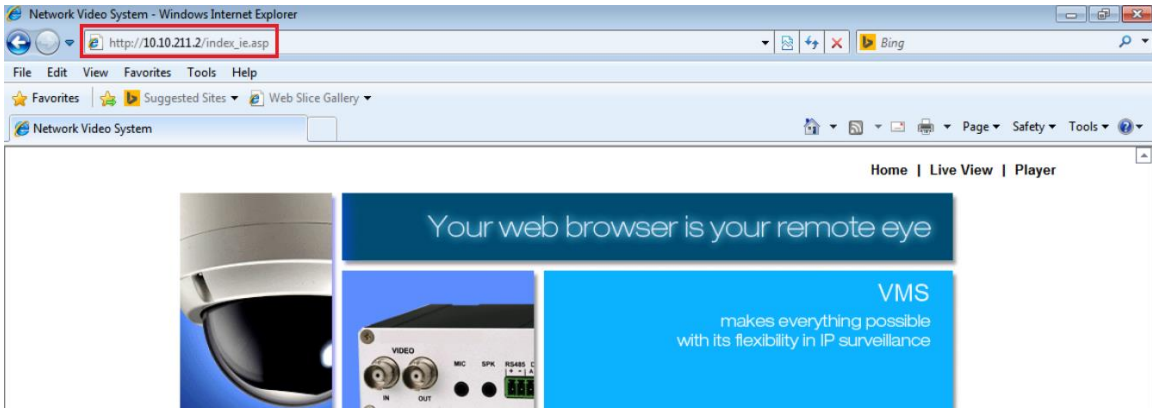 Network Video System - Windows Internet Explorer
http://10.10.211.2/index_ie.asp
Bing
File Edit View Favorites Tools Help
Favorites Suggested Sites Web Slice Gallery
Network Video System
Page Safety Tools
Home | Live View | Player
Your web browser is your remote eye
VMS
makes everything possible
with its flexibility in IP surveillance
VIDEO
MIC SPK RS485 D
+ - A
IN OUT